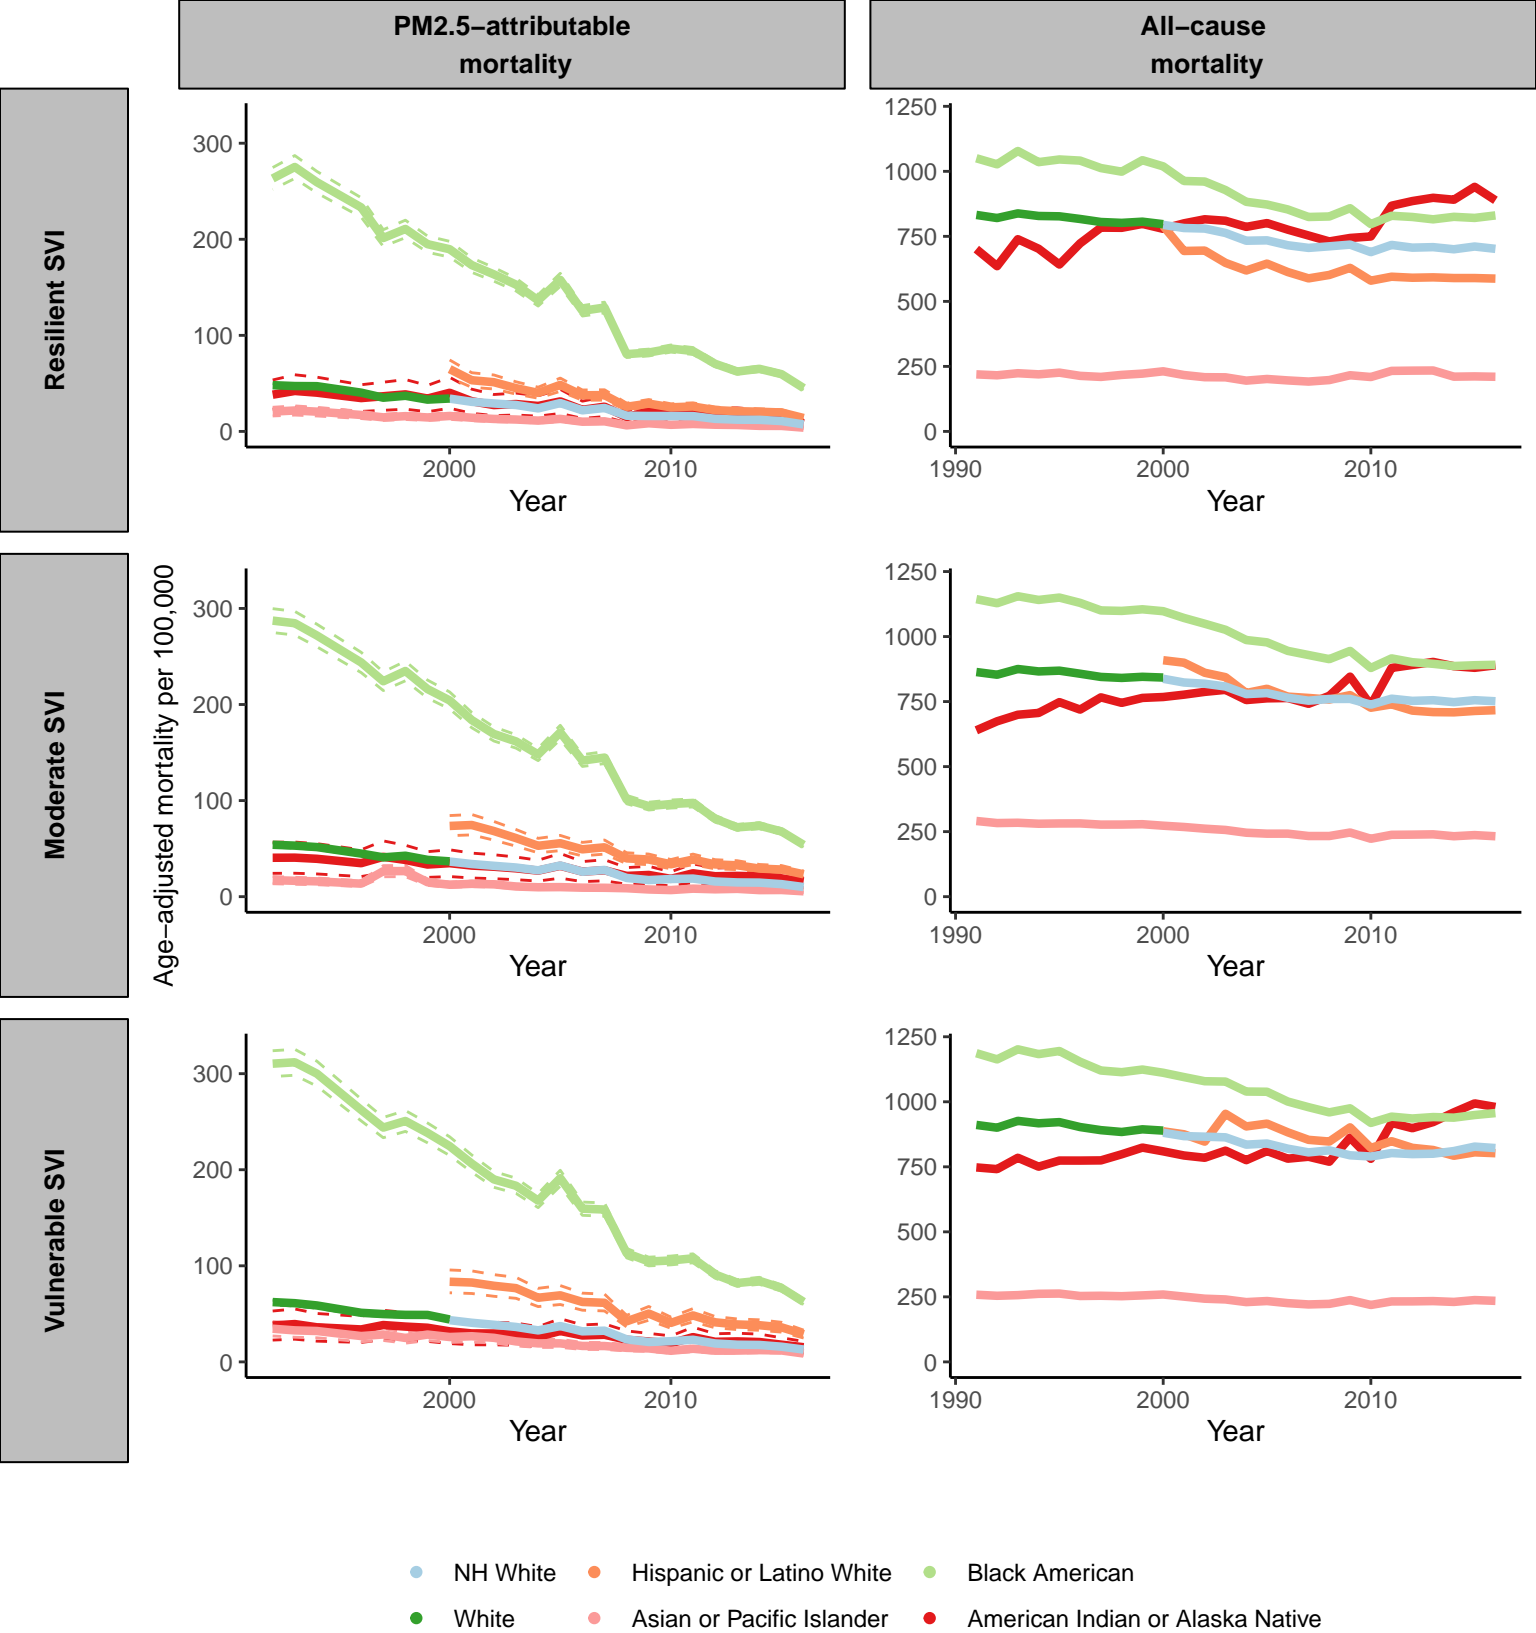 PM2.5−attributable
mortality
All−cause
mortality
Resilient SVI
300
200
100
0
2000
2010
Year
1250
1000
750
500
250
0
1990
2000
2010
Year
Moderate SVI
Age−adjusted mortality per 100,000
300
200
100
0
2000
2010
Year
1250
1000
750
500
250
0
1990
2000
2010
Year
Vulnerable SVI
300
200
100
0
2000
2010
Year
1250
1000
750
500
250
0
1990
2000
2010
Year
NH White
Hispanic or Latino White
Black American
White
Asian or Pacific Islander
American Indian or Alaska Native